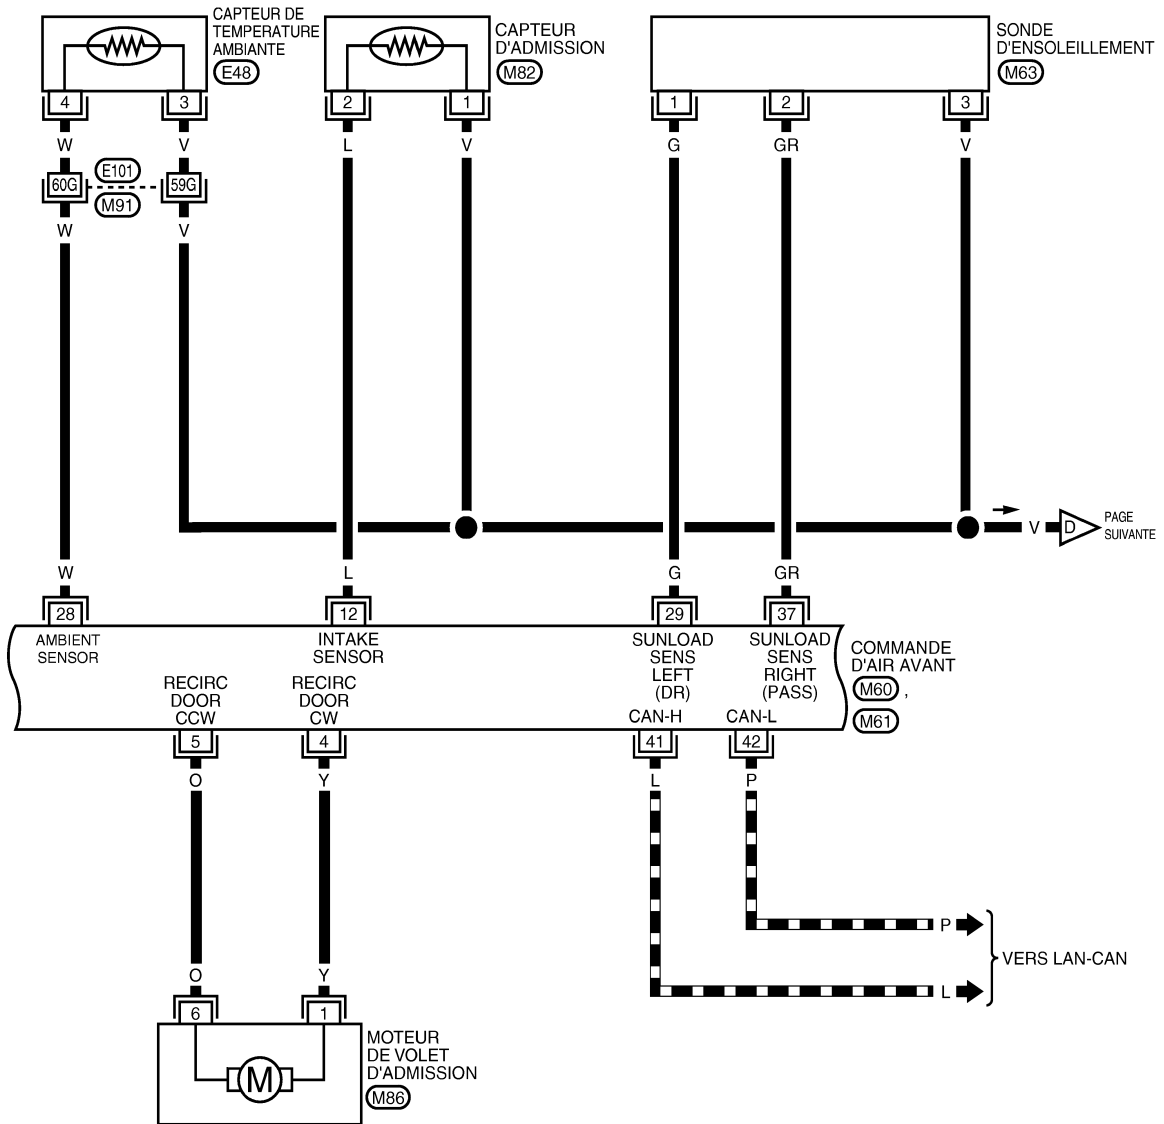 CAPTEUR DE
TEMPERATURE
AMBIANTE
E48
CAPTEUR
D'ADMISSION
M82
SONDE
D'ENSOLEILLEMENT
M63
4 3 2 1 1 2 3
W V L V G GR V
60G E101 59G
M91
W V
V D PAGE
SUIVANTE
W L G GR
28 12 29 37
AMBIENT
SENSOR
INTAKE
SENSOR
SUNLOAD
SENS
LEFT
(DR)
SUNLOAD
SENS
RIGHT
(PASS)
COMMANDE
D'AIR AVANT
M60 ,
M61
RECIRC
DOOR
CCW
RECIRC
DOOR
CW
CAN-H CAN-L
5 4 41 42
O Y L P
P
VERS LAN-CAN
L
O Y
6 1
M
MOTEUR
DE VOLET
D'ADMISSION
M86